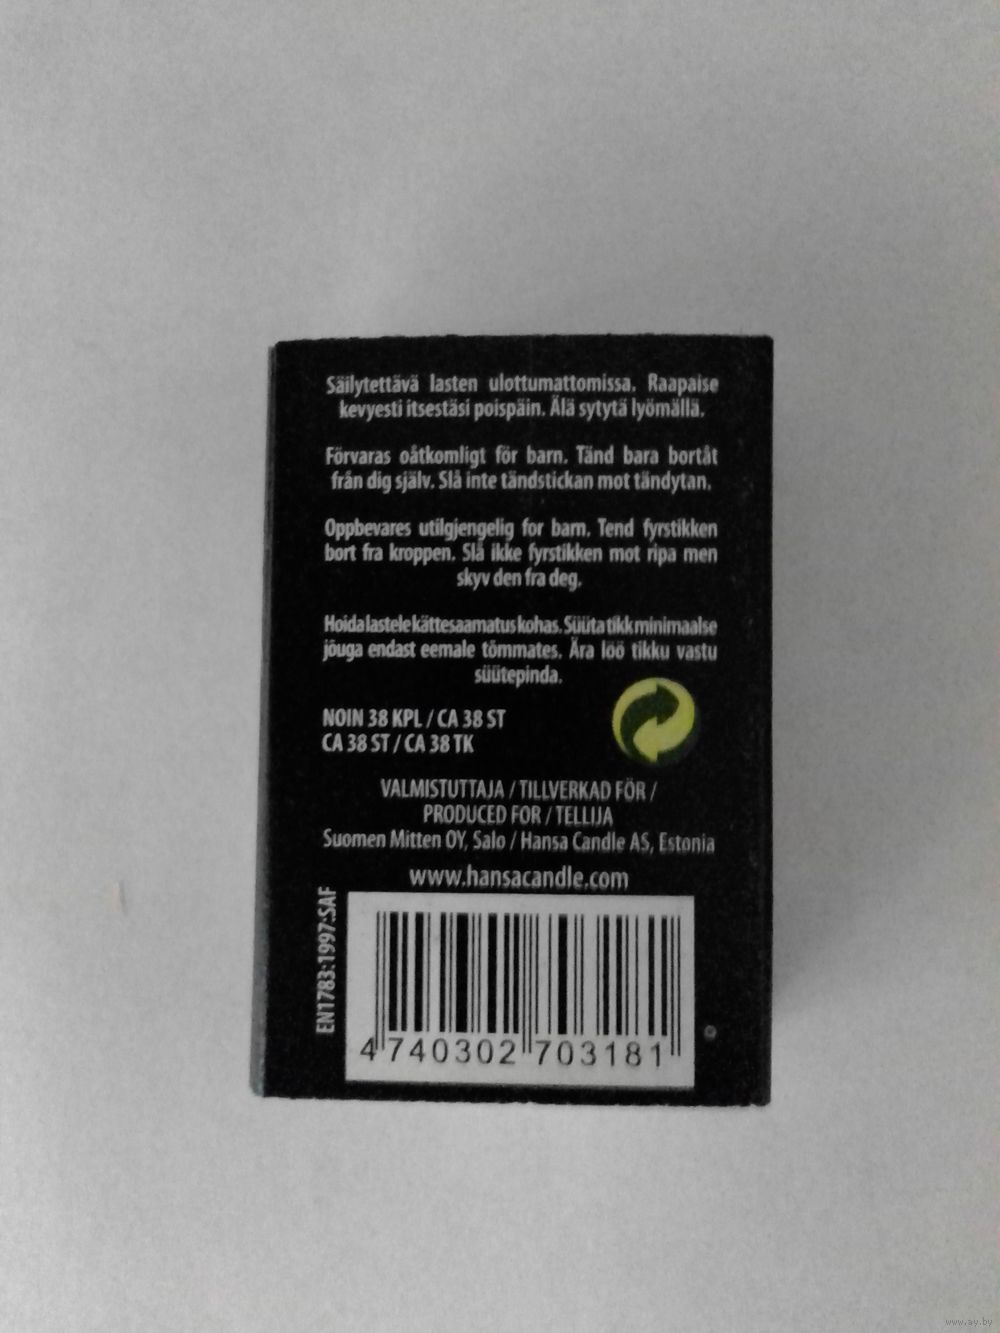 Säilytettävä lasten ulottumattomissa. Raapaise
kevyesti itsestäsi poispäin. Älä sytytä lyömällä.
Förvaras oåtkomligt för barn. Tänd bara bortåt
från dig själv. Slå inte tändstickan mot tändytan.
Oppbevares utilgjengelig for barn. Tend fyrstikken
bort fra kroppen. Slå ikke fyrstikken mot ripa men
skyv den fra deg.
Hoida lastele kättesaamatus kohas. Süüta tikk minimaalse
jõuga endast eemale tõmmates. Ära löö tikku vastu
süütepinda.
NOIN 38 KPL / CA 38 ST
CA 38 ST / CA 38 TK
VALMISTUTTAJA / TILLVERKAD FÖR /
PRODUCED FOR / TELLIJA
Suomen Mitten OY, Salo / Hansa Candle AS, Estonia
www.hansacandle.com
EN1783:1997:SAF
4 740302 703181
www.ay.by